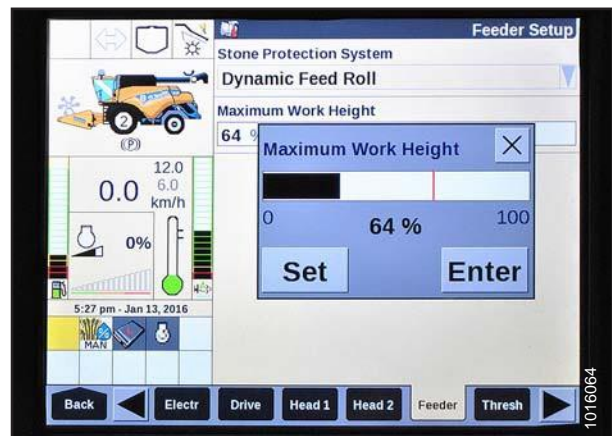 Feeder Setup
Stone Protection System
Dynamic Feed Roll
Maximum Work Height
64 %
Maximum Work Height
0
64 %
100
Set
Enter
2
(P)
12.0
6.0
0.0
km/h
0%
5:27 pm - Jan 13, 2016
MAN
Back
Electr
Drive
Head 1
Head 2
Feeder
Thresh
1016064